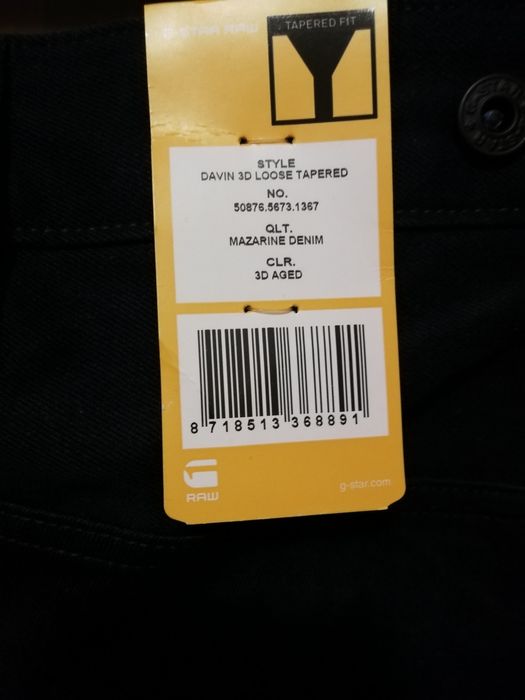 G-STAR RAW
TAPERED FIT
STYLE
DAVIN 3D LOOSE TAPERED
NO.
50876.5673.1367
QLT.
MAZARINE DENIM
CLR.
3D AGED
8 718513 368891
RAW
g-star.com
G-STAR